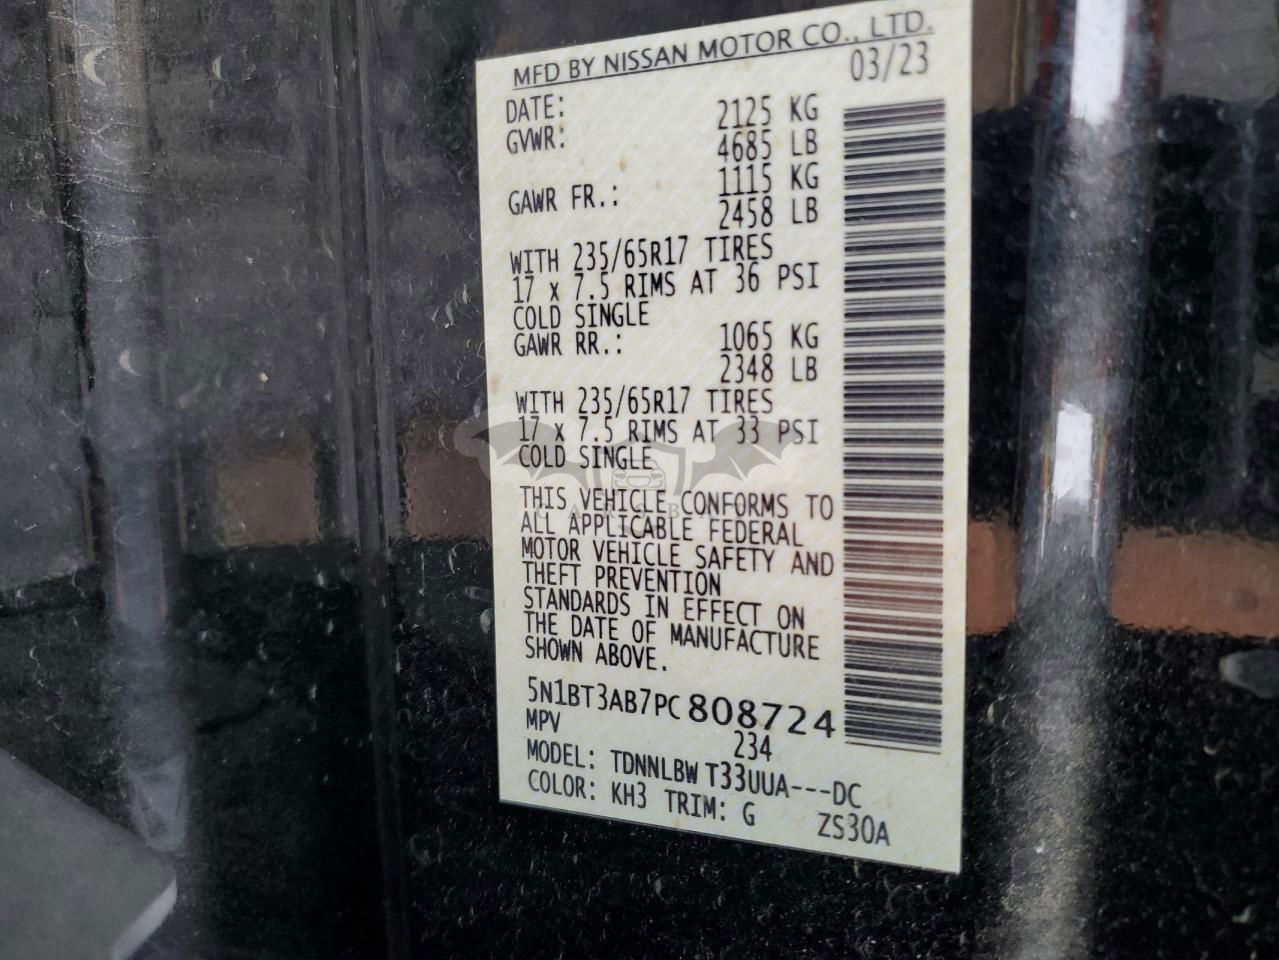 MFD BY NISSAN MOTOR CO., LTD.
DATE: 03/23
GVWR: 2125 KG
4685 LB
GAWR FR.: 1115 KG
2458 LB
WITH 235/65R17 TIRES
17 x 7.5 RIMS AT 36 PSI
COLD SINGLE
GAWR RR.: 1065 KG
2348 LB
WITH 235/65R17 TIRES
17 x 7.5 RIMS AT 33 PSI
COLD SINGLE
THIS VEHICLE CONFORMS TO
ALL APPLICABLE FEDERAL
MOTOR VEHICLE SAFETY AND
THEFT PREVENTION
STANDARDS IN EFFECT ON
THE DATE OF MANUFACTURE
SHOWN ABOVE.
5N1BT3AB7PC808724
MPV 234
MODEL: TDNNLBW T33UUA---DC
COLOR: KH3 TRIM: G ZS30A